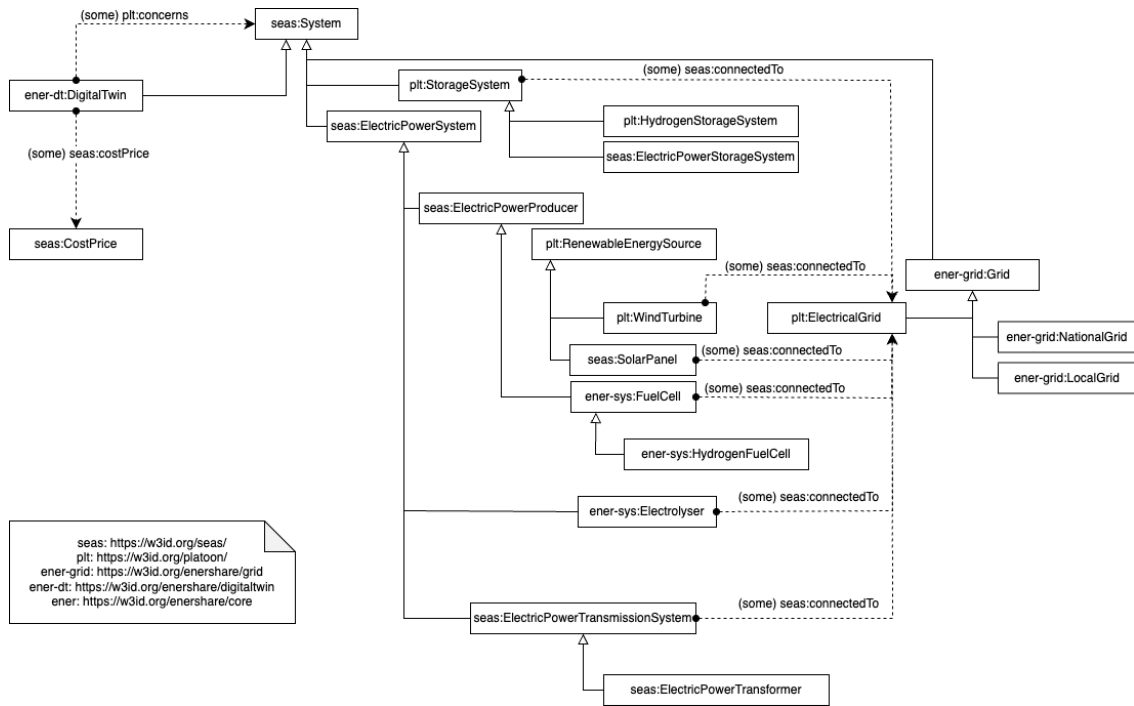 (some) plt:concerns
seas:System
(some) seas:connectedTo
ener-dt:DigitalTwin
plt:StorageSystem
plt:HydrogenStorageSystem
seas:ElectricPowerSystem
(some) seas:costPrice
seas:ElectricPowerStorageSystem
seas:ElectricPowerProducer
seas:CostPrice
plt:RenewableEnergySource
(some) seas:connectedTo
ener-grid:Grid
plt:WindTurbine
plt:ElectricalGrid
ener-grid:NationalGrid
(some) seas:connectedTo
seas:SolarPanel
ener-grid:LocalGrid
(some) seas:connectedTo
ener-sys:FuelCell
ener-sys:HydrogenFuelCell
(some) seas:connectedTo
ener-sys:Electrolyser
seas: https://w3id.org/seas/
plt: https://w3id.org/platoon/
ener-grid: https://w3id.org/enershare/grid
ener-dt: https://w3id.org/enershare/digitaltwin
ener: https://w3id.org/enershare/core
(some) seas:connectedTo
seas:ElectricPowerTransmissionSystem
seas:ElectricPowerTransformer